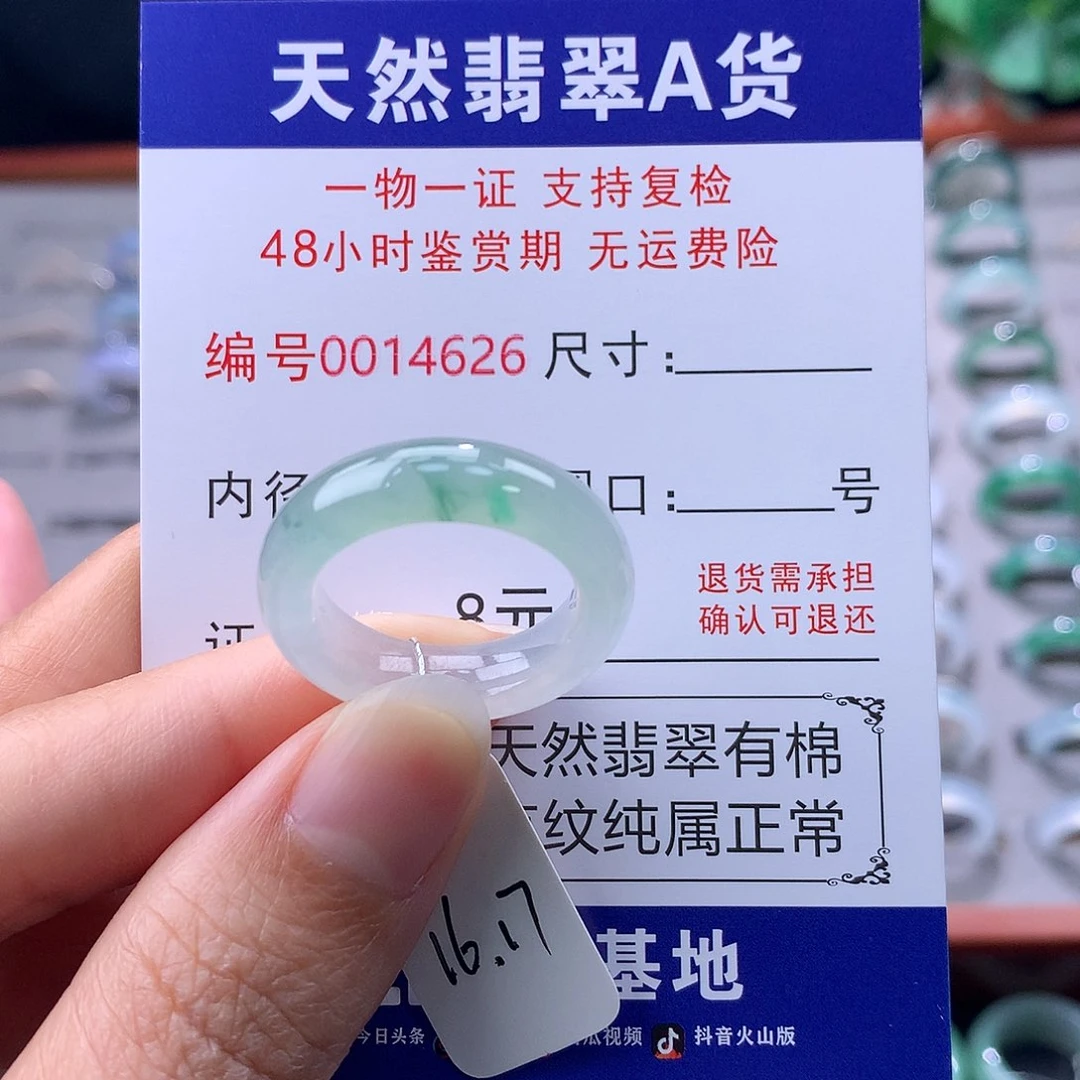 天然翡翠A货
一物一证 支持复检
48小时鉴赏期 无运费险
编号0014626 尺寸:
内径 口: 号
退货需承担
8元
确认可退还
证
天然翡翠有棉
纹纯属正常
16.17
基地
今日头条 瓜视频 抖音火山版